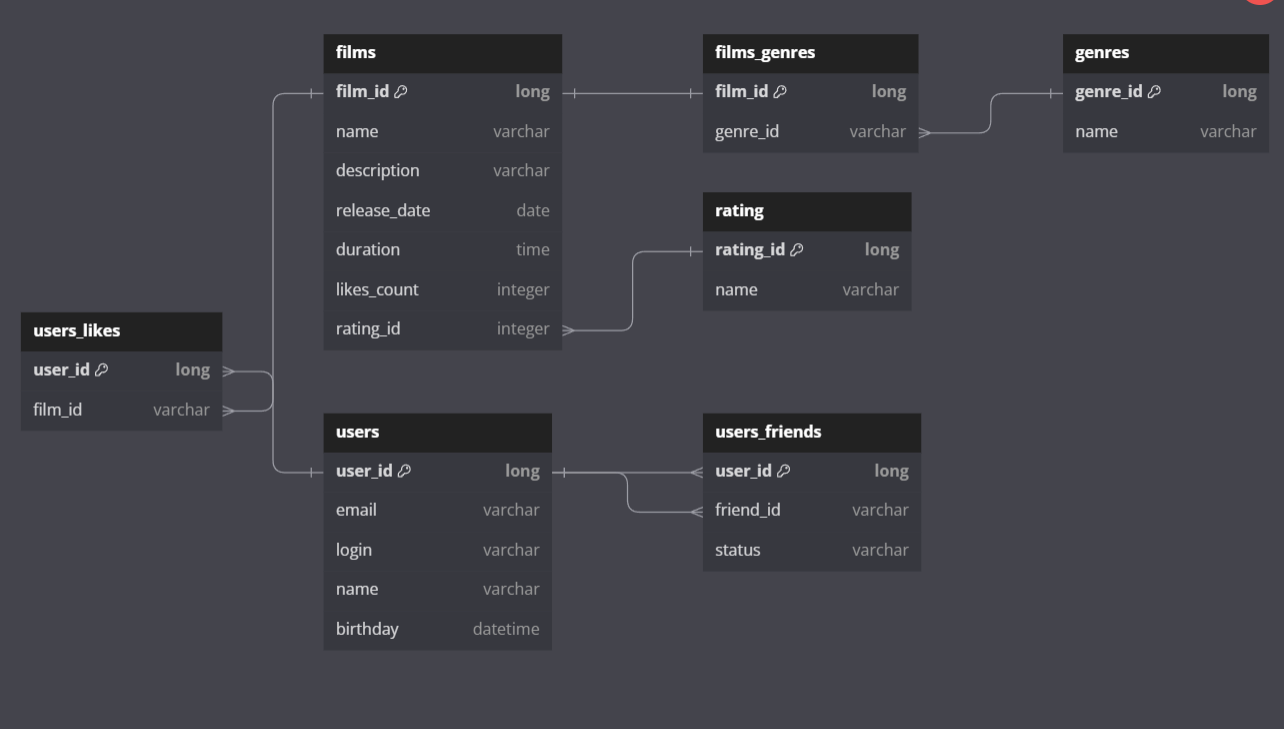 films
film_id long
name varchar
description varchar
release_date date
duration time
likes_count integer
rating_id integer
films_genres
film_id long
genre_id varchar
genres
genre_id long
name varchar
rating
rating_id long
name varchar
users_likes
user_id long
film_id varchar
users
user_id long
email varchar
login varchar
name varchar
birthday datetime
users_friends
user_id long
friend_id varchar
status varchar